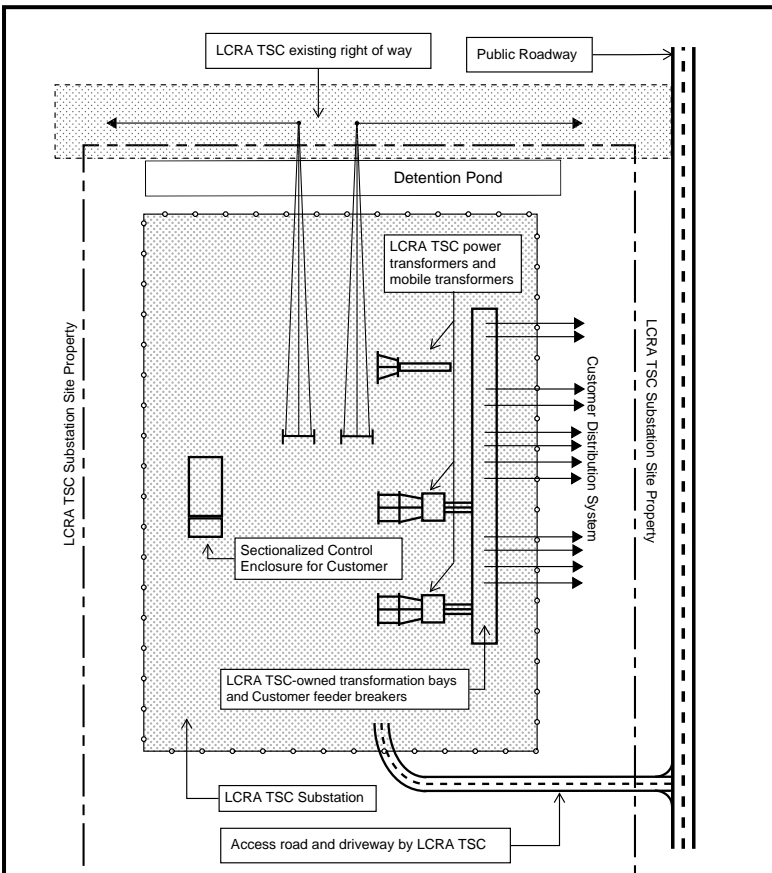 LCRA TSC existing right of way
Public Roadway
Detention Pond
LCRA TSC power
transformers and
mobile transformers
LCRA TSC Substation Site Property
Customer Distribution System
LCRA TSC Substation Site Property
Sectionalized Control
Enclosure for Customer
LCRA TSC-owned transformation bays
and Customer feeder breakers
LCRA TSC Substation
Access road and driveway by LCRA TSC